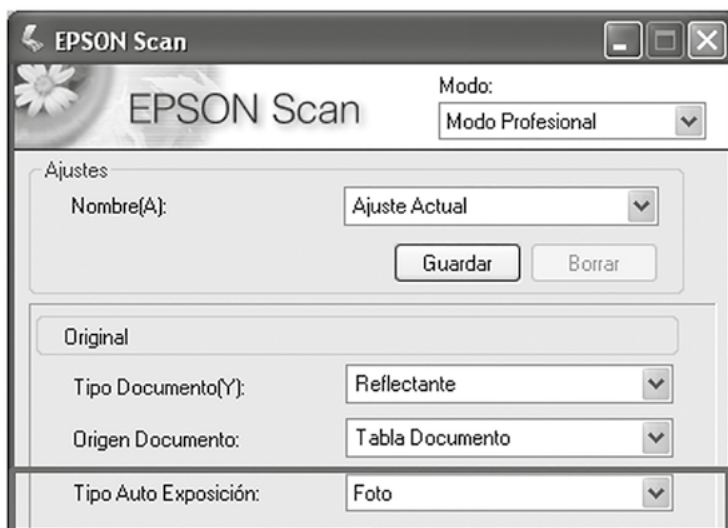 EPSON Scan
EPSON Scan
Modo:
Modo Profesional
Ajustes
Nombre(A): Ajuste Actual
Guardar Borrar
Original
Tipo Documento(Y): Reflectante
Origen Documento: Tabla Documento
Tipo Auto Exposición: Foto